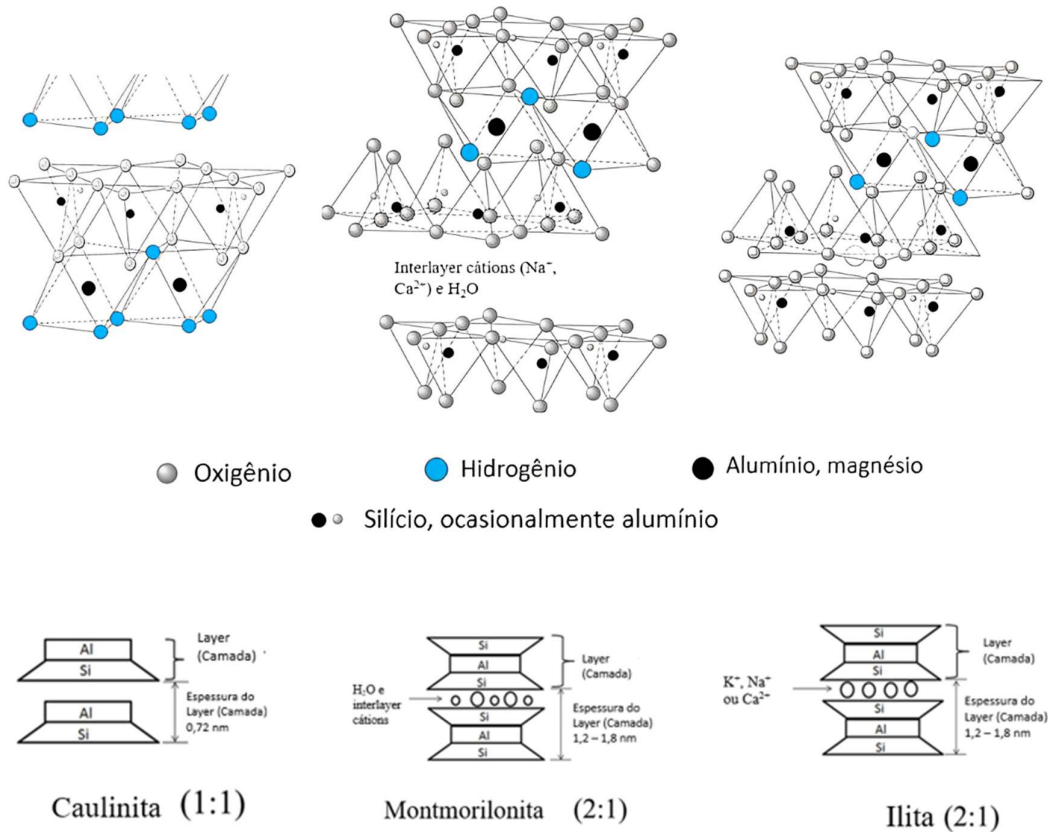 Interlayer cátions (Na⁺,
Ca²⁺) e H₂O
Oxigênio
Hidrogênio
Alumínio, magnésio
Silício, ocasionalmente alumínio
Al
Si
Al
Si
Layer
(Camada)
Espessura do
Layer (Camada)
0,72 nm
Caulinita (1:1)
Si
Al
Si
Si
Al
Si
H₂O e
interlayer
cátions
Layer
(Camada)
Espessura do
Layer (Camada)
1,2 – 1,8 nm
Montmorilonita (2:1)
Si
Al
Si
Si
Al
Si
K⁺, Na⁺
ou Ca²⁺
Layer
(Camada)
Espessura do
Layer (Camada)
1,2 – 1,8 nm
Ilita (2:1)